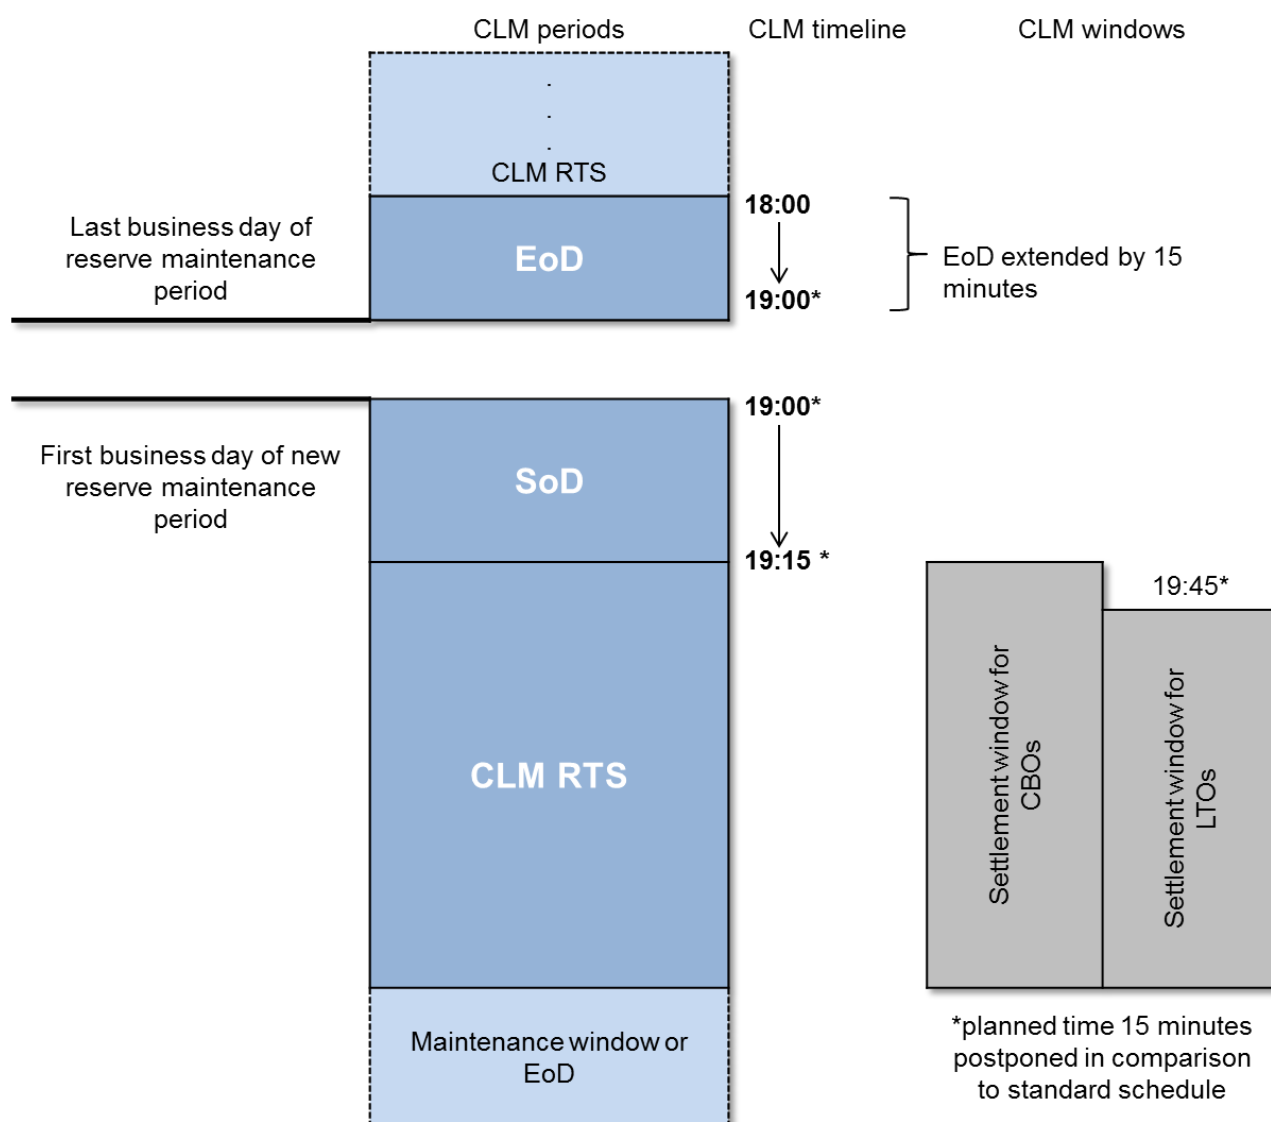 CLM periods
CLM timeline
CLM windows
.
.
.
CLM RTS
Last business day of
reserve maintenance
period
EoD
18:00
19:00*
EoD extended by 15
minutes
First business day of new
reserve maintenance
period
SoD
19:00*
19:15 *
19:45*
CLM RTS
Settlement window for
CBOs
Settlement window for
LTOs
Maintenance window or
EoD
*planned time 15 minutes
postponed in comparison
to standard schedule